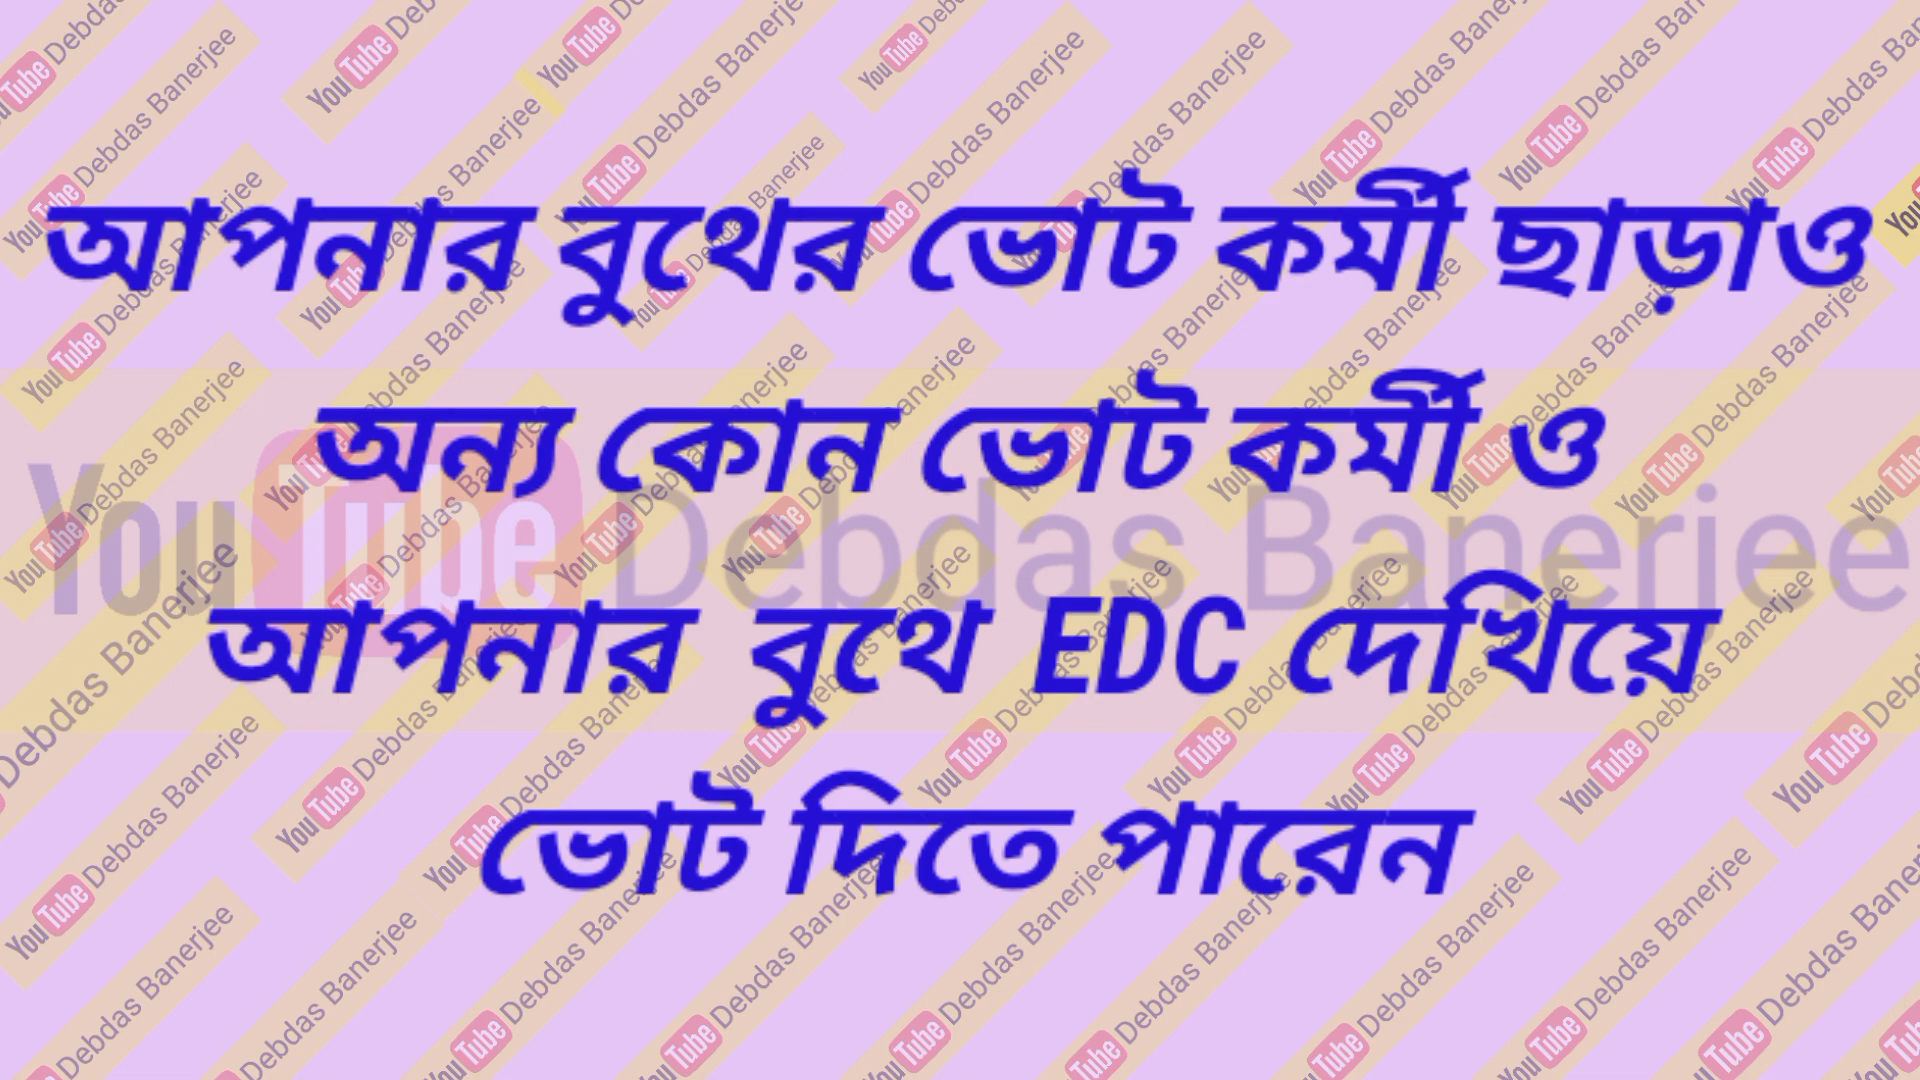 আপনার বুথের ভোট কর্মী ছাড়াও
অন্য কোন ভোট কর্মী ও
YouTube Debdas Banerjee
আপনার বুথে EDC দেখিয়ে
ভোট দিতে পারেন